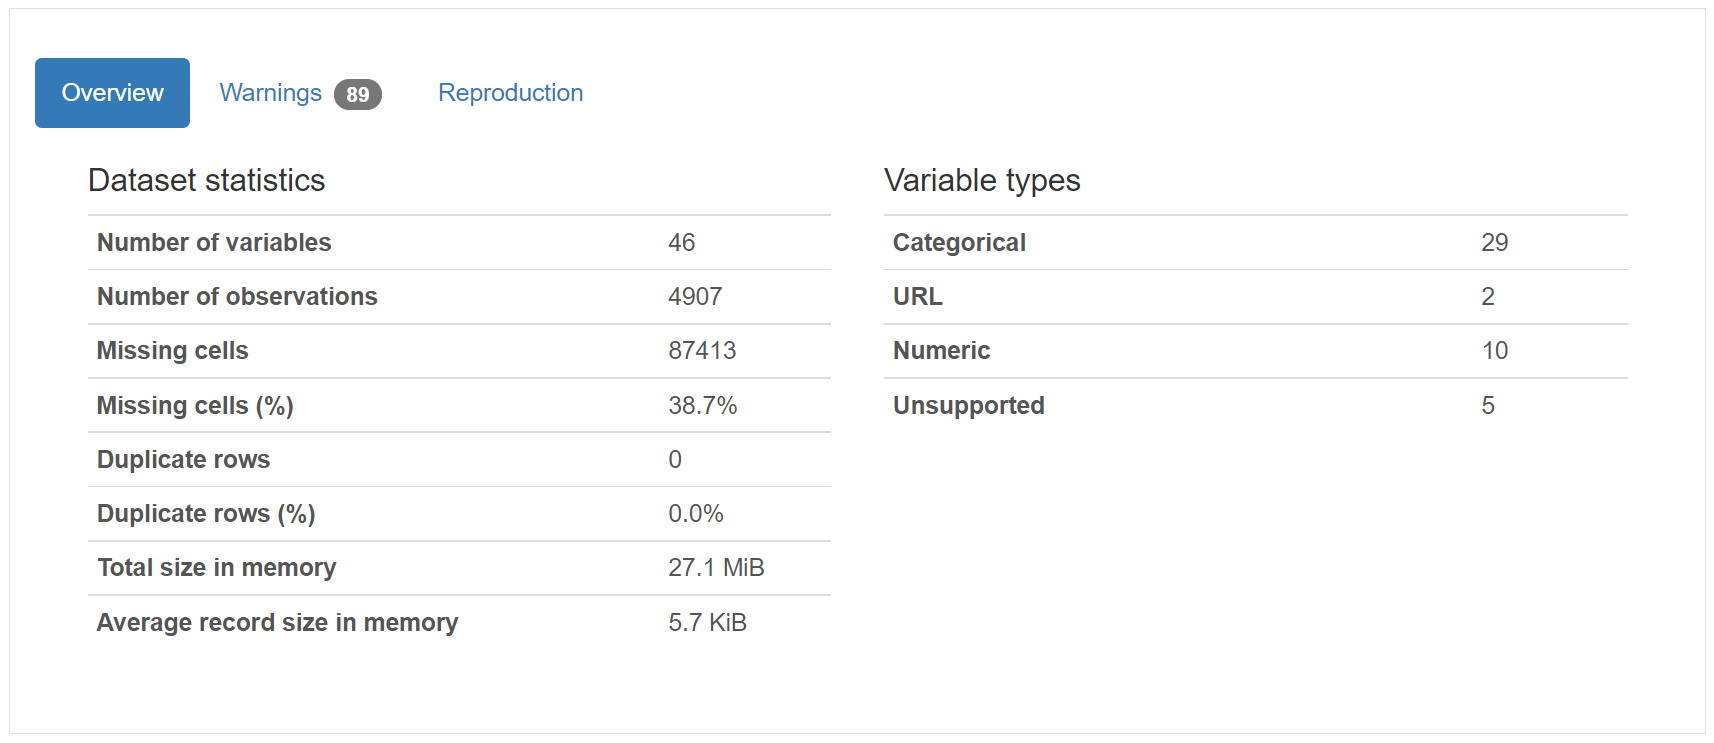 Overview Warnings 89 Reproduction
Dataset statistics
Number of variables 46
Number of observations 4907
Missing cells 87413
Missing cells (%) 38.7%
Duplicate rows 0
Duplicate rows (%) 0.0%
Total size in memory 27.1 MiB
Average record size in memory 5.7 KiB
Variable types
Categorical 29
URL 2
Numeric 10
Unsupported 5